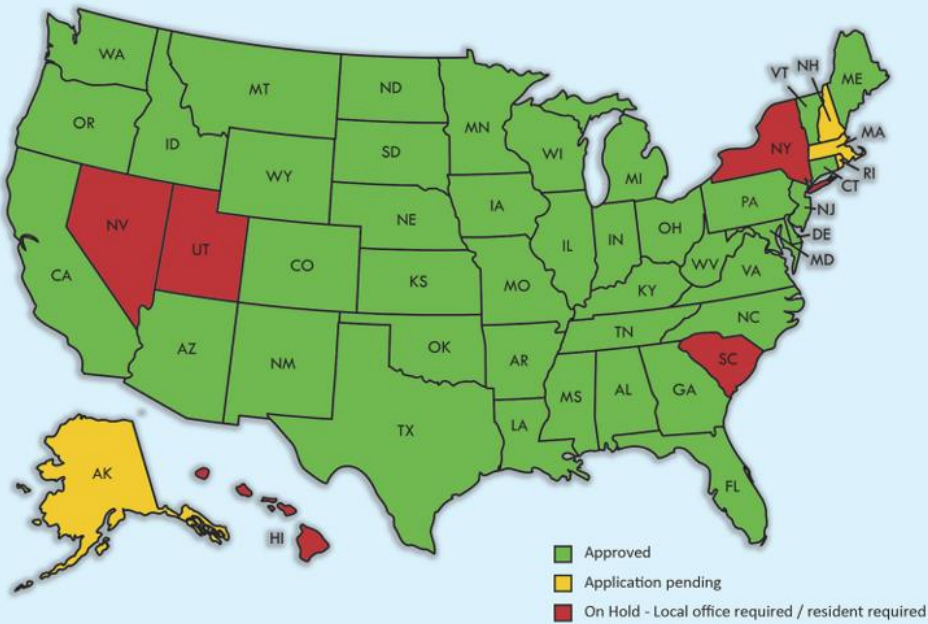 WA
MT
ND
MN
VT
NH
ME
OR
ID
SD
WI
MI
NY
MA
RI
CT
WY
NE
IA
PA
NJ
NV
UT
CO
IL
IN
OH
DE
MD
CA
KS
MO
WV
VA
KY
AZ
NM
OK
AR
TN
NC
SC
TX
LA
MS
AL
GA
AK
FL
HI
Approved
Application pending
On Hold - Local office required / resident required